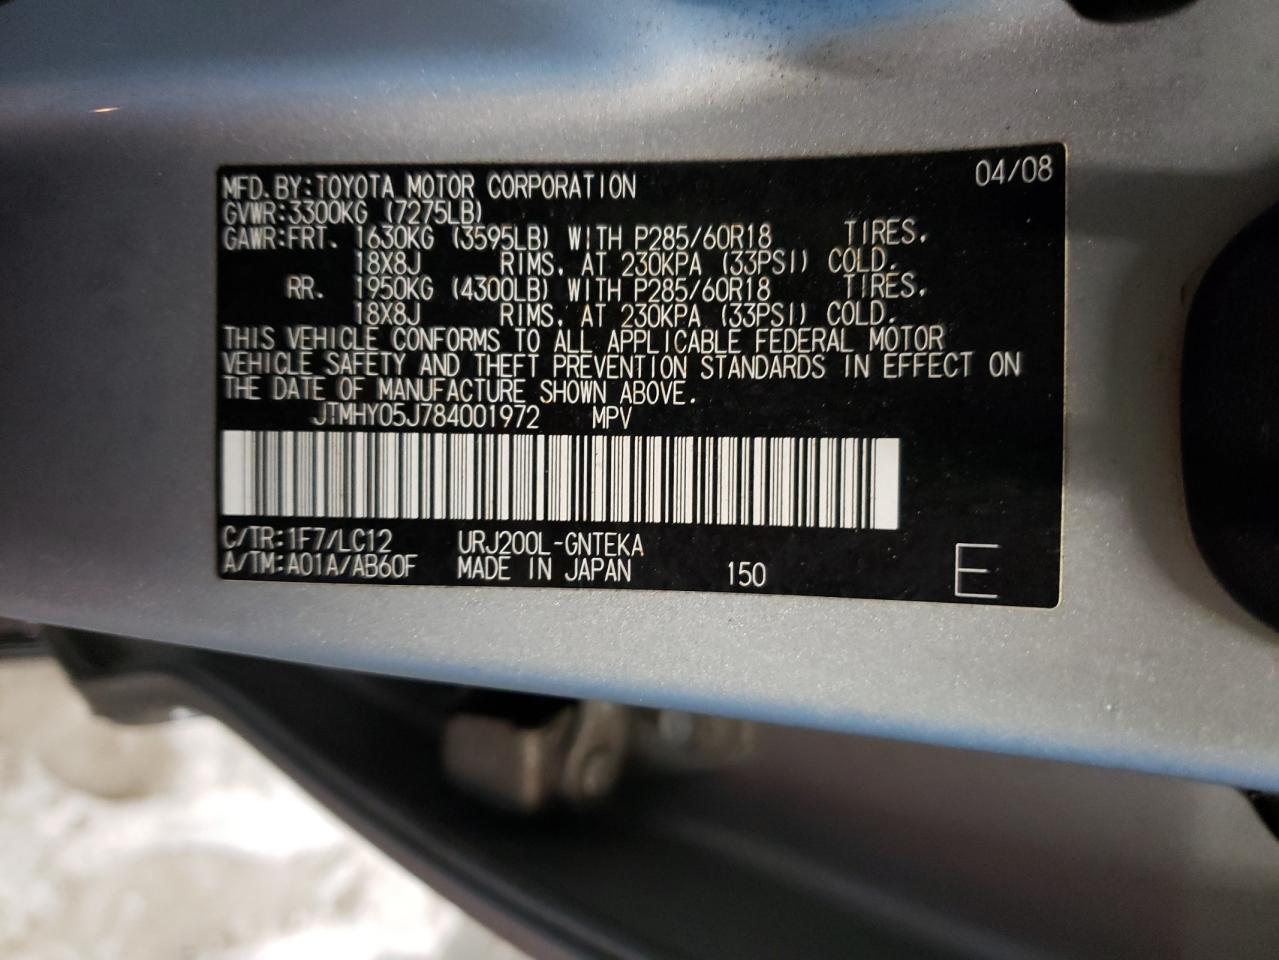 04/08
MFD.BY:TOYOTA MOTOR CORPORATION
GVWR:3300KG (7275LB)
GAWR:FRT. 1630KG (3595LB) WITH P285/60R18 TIRES,
18X8J RIMS, AT 230KPA (33PSI) COLD.
RR. 1950KG (4300LB) WITH P285/60R18 TIRES,
18X8J RIMS, AT 230KPA (33PSI) COLD.
THIS VEHICLE CONFORMS TO ALL APPLICABLE FEDERAL MOTOR
VEHICLE SAFETY AND THEFT PREVENTION STANDARDS IN EFFECT ON
THE DATE OF MANUFACTURE SHOWN ABOVE.
JTMHY05J784001972 MPV
C/TR:1F7/LC12 URJ200L-GNTEKA
A/TM:A01A/AB60F MADE IN JAPAN 150 E